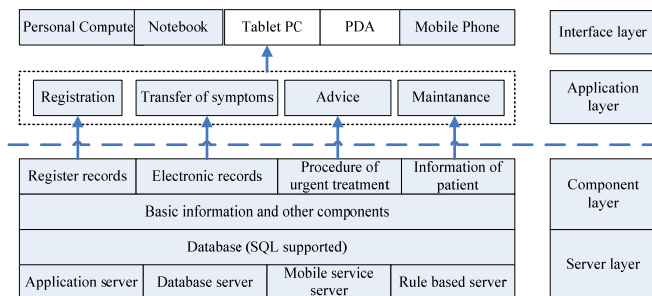 Personal Compute Notebook Tablet PC PDA Mobile Phone Interface layer
Registration Transfer of symptoms Advice Maintanance Application
layer
Register records Electronic records Procedure of
urgent treatment Information of
patient Component
layer
Basic information and other components
Database (SQL supported)
Server layer
Application server Database server Mobile service
server Rule based server